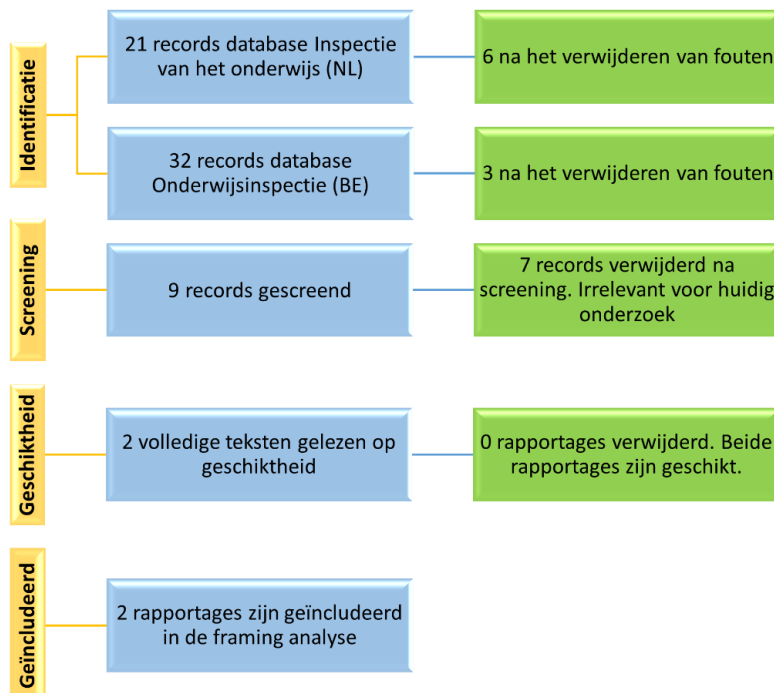 Identificatie
21 records database Inspectie
van het onderwijs (NL)
6 na het verwijderen van fouten
32 records database
Onderwijsinspectie (BE)
3 na het verwijderen van fouten
Screening
9 records gescreend
7 records verwijderd na
screening. Irrelevant voor huidig
onderzoek
Geschiktheid
2 volledige teksten gelezen op
geschiktheid
0 rapportages verwijderd. Beide
rapportages zijn geschikt.
Geïncludeerd
2 rapportages zijn geïncludeerd
in de framing analyse